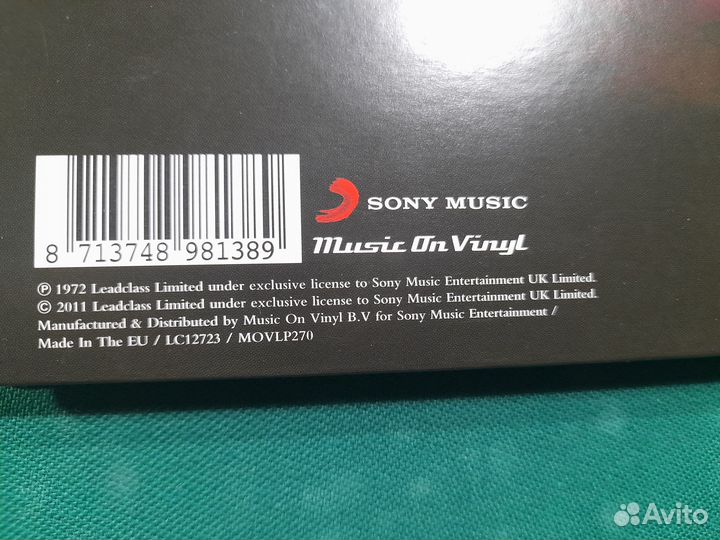 8 713748 981389
SONY MUSIC
Music On Vinyl
℗ 1972 Leadclass Limited under exclusive license to Sony Music Entertainment UK Limited.
© 2011 Leadclass Limited under exclusive license to Sony Music Entertainment UK Limited.
Manufactured & Distributed by Music On Vinyl B.V for Sony Music Entertainment /
Made In The EU / LC12723 / MOVLP270
Avito